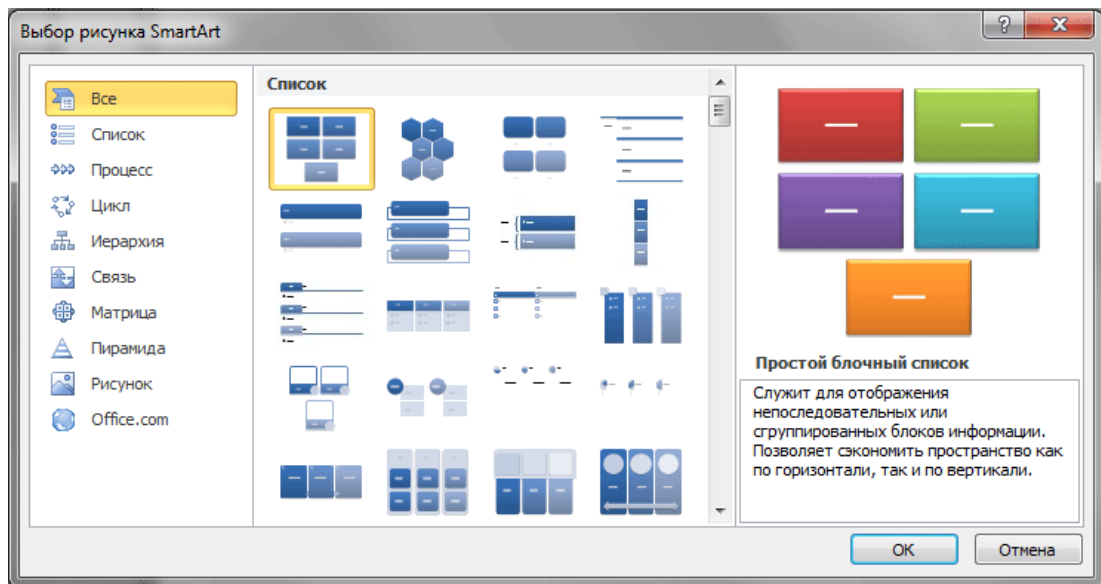 Выбор рисунка SmartArt
Все
Список
Процесс
Цикл
Иерархия
Связь
Матрица
Пирамида
Рисунок
Office.com
Список
Простой блочный список
Служит для отображения
непоследовательных или
сгруппированных блоков информации.
Позволяет сэкономить пространство как
по горизонтали, так и по вертикали.
ОК
Отмена